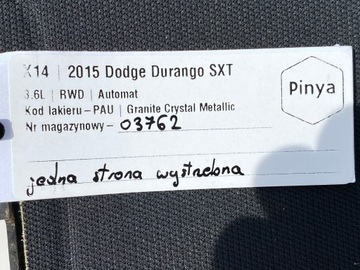 X14 | 2015 Dodge Durango SXT
3.6L | RWD | Automat
Kod lakieru – PAU | Granite Crystal Metallic
Nr magazynowy - 03762
Pinya
jedna strona wystrzelona